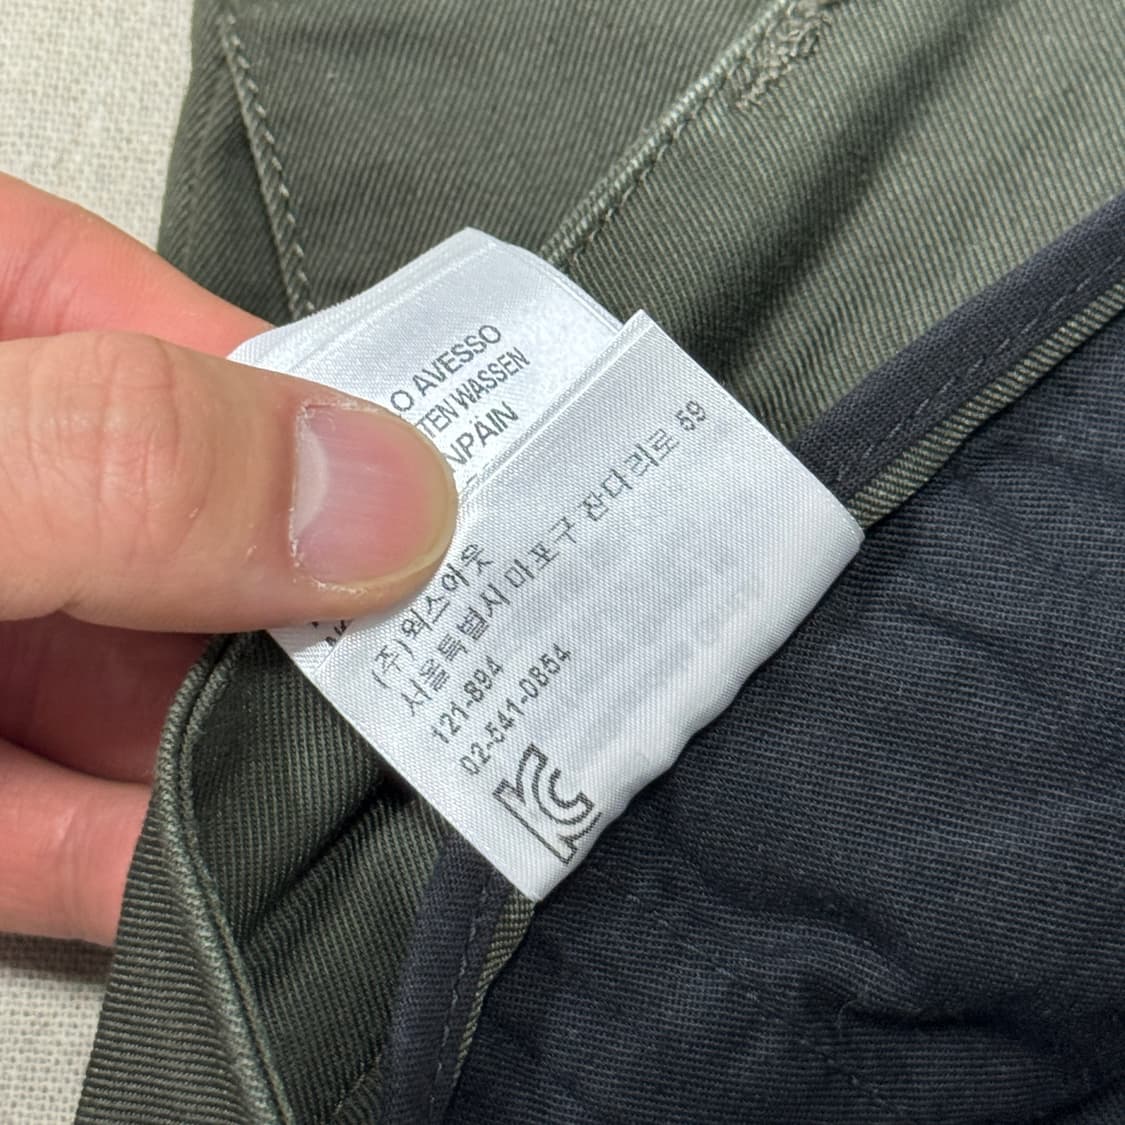 O AVESSO
TEN WASSEN
NPAIN
(주)웍스아웃
서울특별시 마포구 잔다리로 59
121-894
02-541-0854